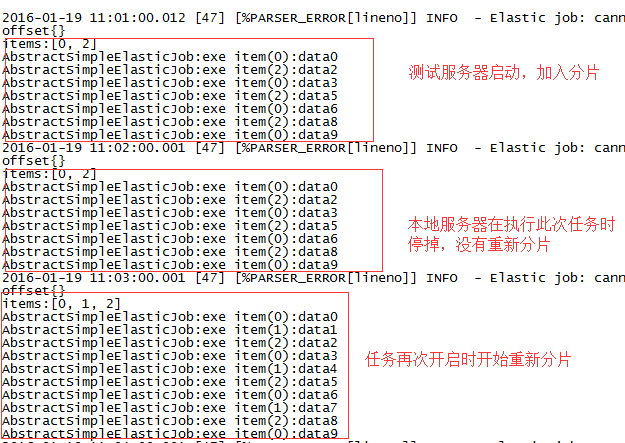 2016-01-19 11:01:00.012 [47] [%PARSER_ERROR[lineno]] INFO  - Elastic job: cann
offset{}
items:[0, 2]
AbstractSimpleElasticJob:exe item(0):data0
AbstractSimpleElasticJob:exe item(2):data2
AbstractSimpleElasticJob:exe item(0):data3
AbstractSimpleElasticJob:exe item(2):data5
AbstractSimpleElasticJob:exe item(0):data6
AbstractSimpleElasticJob:exe item(2):data8
AbstractSimpleElasticJob:exe item(0):data9
测试服务器启动，加入分片
2016-01-19 11:02:00.001 [47] [%PARSER_ERROR[lineno]] INFO  - Elastic job: cann
offset{}
items:[0, 2]
AbstractSimpleElasticJob:exe item(0):data0
AbstractSimpleElasticJob:exe item(2):data2
AbstractSimpleElasticJob:exe item(0):data3
AbstractSimpleElasticJob:exe item(2):data5
AbstractSimpleElasticJob:exe item(0):data6
AbstractSimpleElasticJob:exe item(2):data8
AbstractSimpleElasticJob:exe item(0):data9
本地服务器在执行此次任务时
停掉，没有重新分片
2016-01-19 11:03:00.001 [47] [%PARSER_ERROR[lineno]] INFO  - Elastic job: cann
offset{}
items:[0, 1, 2]
AbstractSimpleElasticJob:exe item(0):data0
AbstractSimpleElasticJob:exe item(1):data1
AbstractSimpleElasticJob:exe item(2):data2
AbstractSimpleElasticJob:exe item(0):data3
AbstractSimpleElasticJob:exe item(1):data4
AbstractSimpleElasticJob:exe item(2):data5
AbstractSimpleElasticJob:exe item(0):data6
AbstractSimpleElasticJob:exe item(1):data7
AbstractSimpleElasticJob:exe item(2):data8
AbstractSimpleElasticJob:exe item(0):data9
任务再次开启时开始重新分片